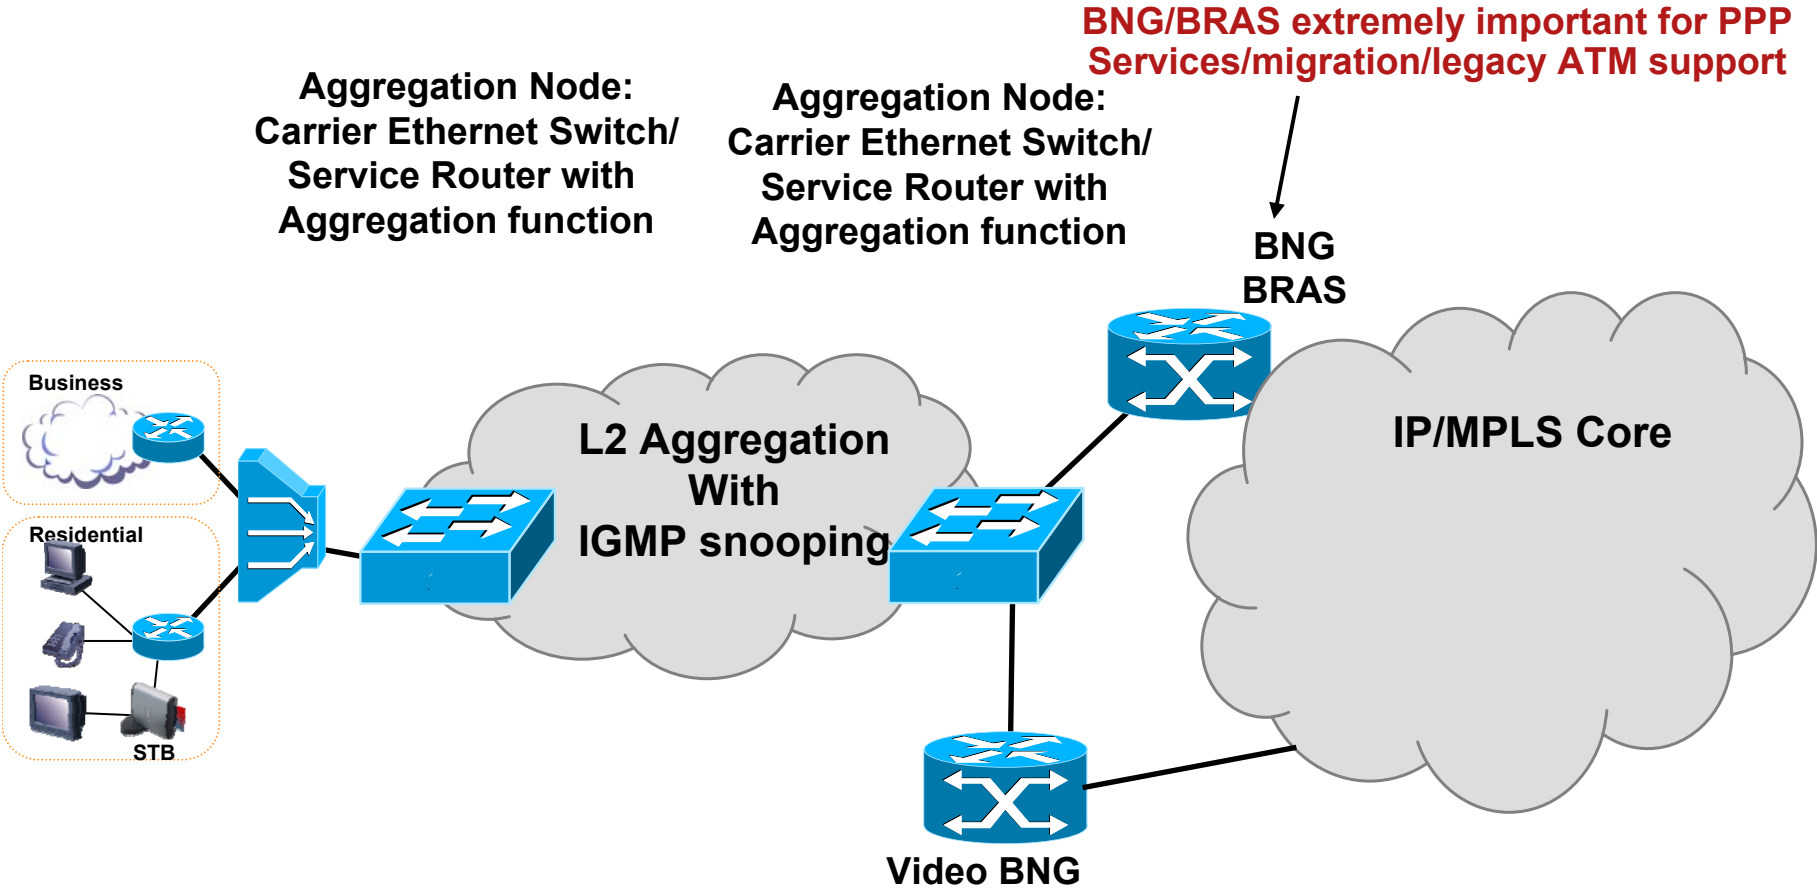 BNG/BRAS extremely important for PPP
Services/migration/legacy ATM support
Aggregation Node:
Carrier Ethernet Switch/
Service Router with
Aggregation function
Aggregation Node:
Carrier Ethernet Switch/
Service Router with
Aggregation function
BNG
BRAS
Business
L2 Aggregation
With
IGMP snooping
IP/MPLS Core
Residential
STB
Video BNG